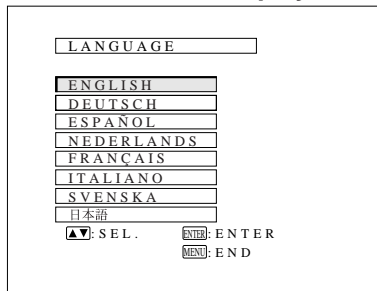 LANGUAGE
ENGLISH
DEUTSCH
ESPAÑOL
NEDERLANDS
FRANÇAIS
ITALIANO
SVENSKA
日本語
▲▼: SEL. ENTER: ENTER
MENU: END